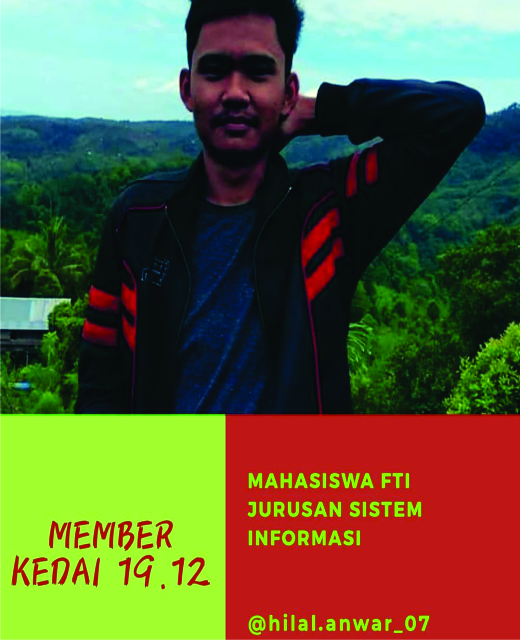 MEMBER
KEDAI 19.12
MAHASISWA FTI
JURUSAN SISTEM
INFORMASI
@hilal.anwar_07